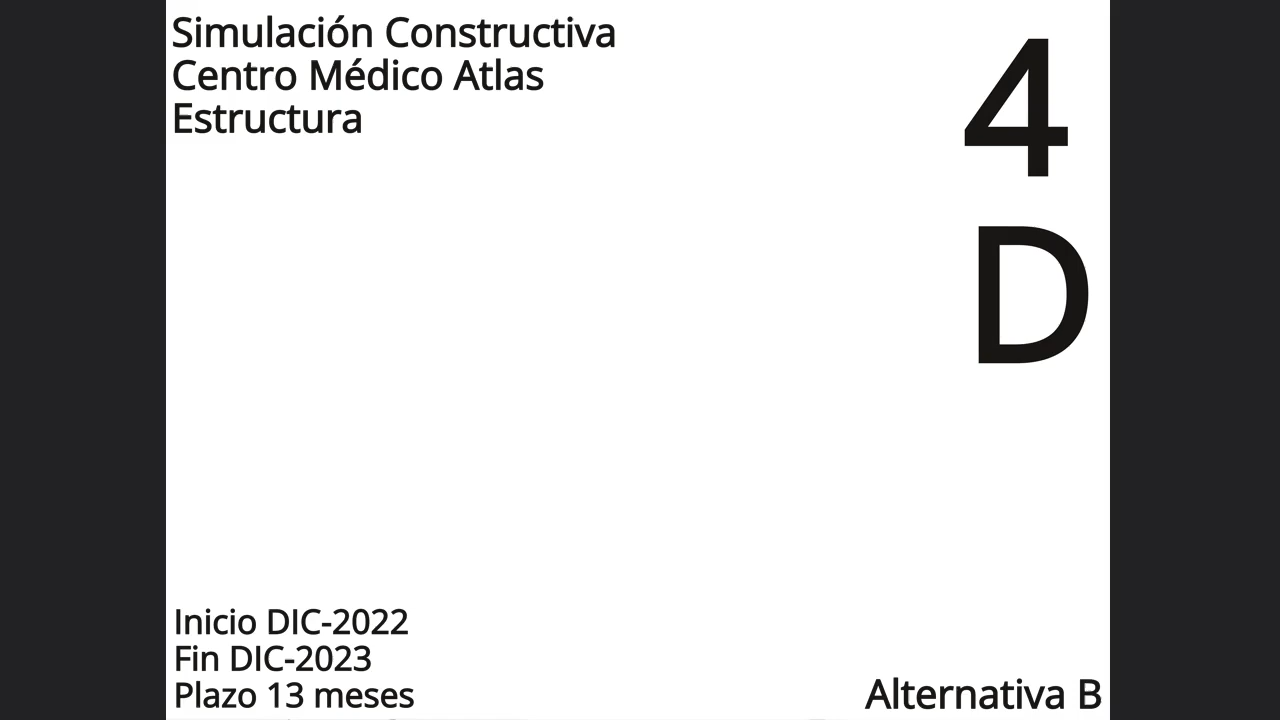 Simulación Constructiva
Centro Médico Atlas
Estructura
4
D
Inicio DIC-2022
Fin DIC-2023
Plazo 13 meses
Alternativa B